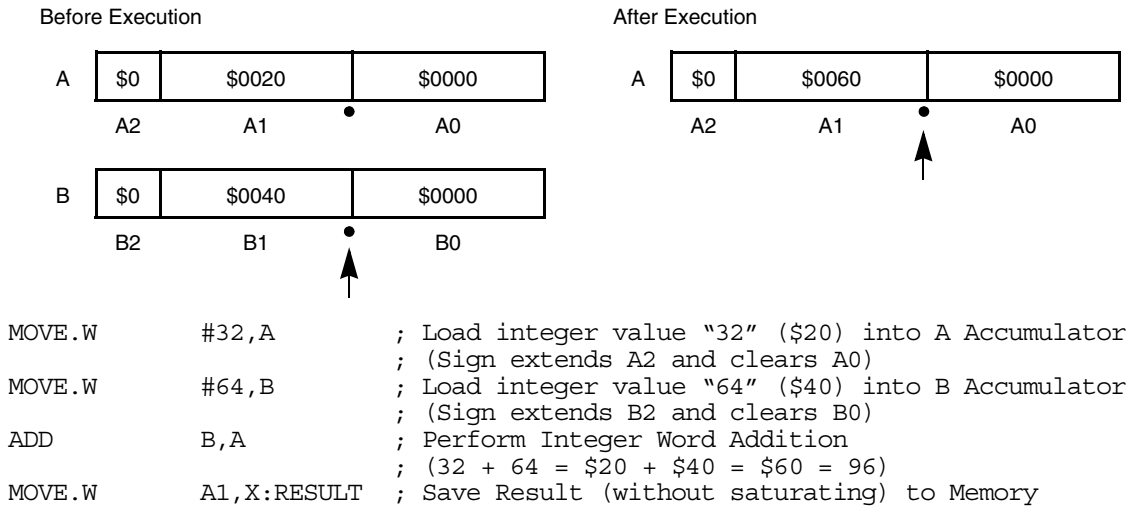 Before Execution After Execution
A $0 $0020 $0000 A $0 $0060 $0000
A2 A1 A0 A2 A1 A0
B $0 $0040 $0000
B2 B1 B0
MOVE.W #32,A ; Load integer value “32” ($20) into A Accumulator
; (Sign extends A2 and clears A0)
MOVE.W #64,B ; Load integer value “64” ($40) into B Accumulator
; (Sign extends B2 and clears B0)
ADD B,A ; Perform Integer Word Addition
; (32 + 64 = $20 + $40 = $60 = 96)
MOVE.W A1,X:RESULT ; Save Result (without saturating) to Memory